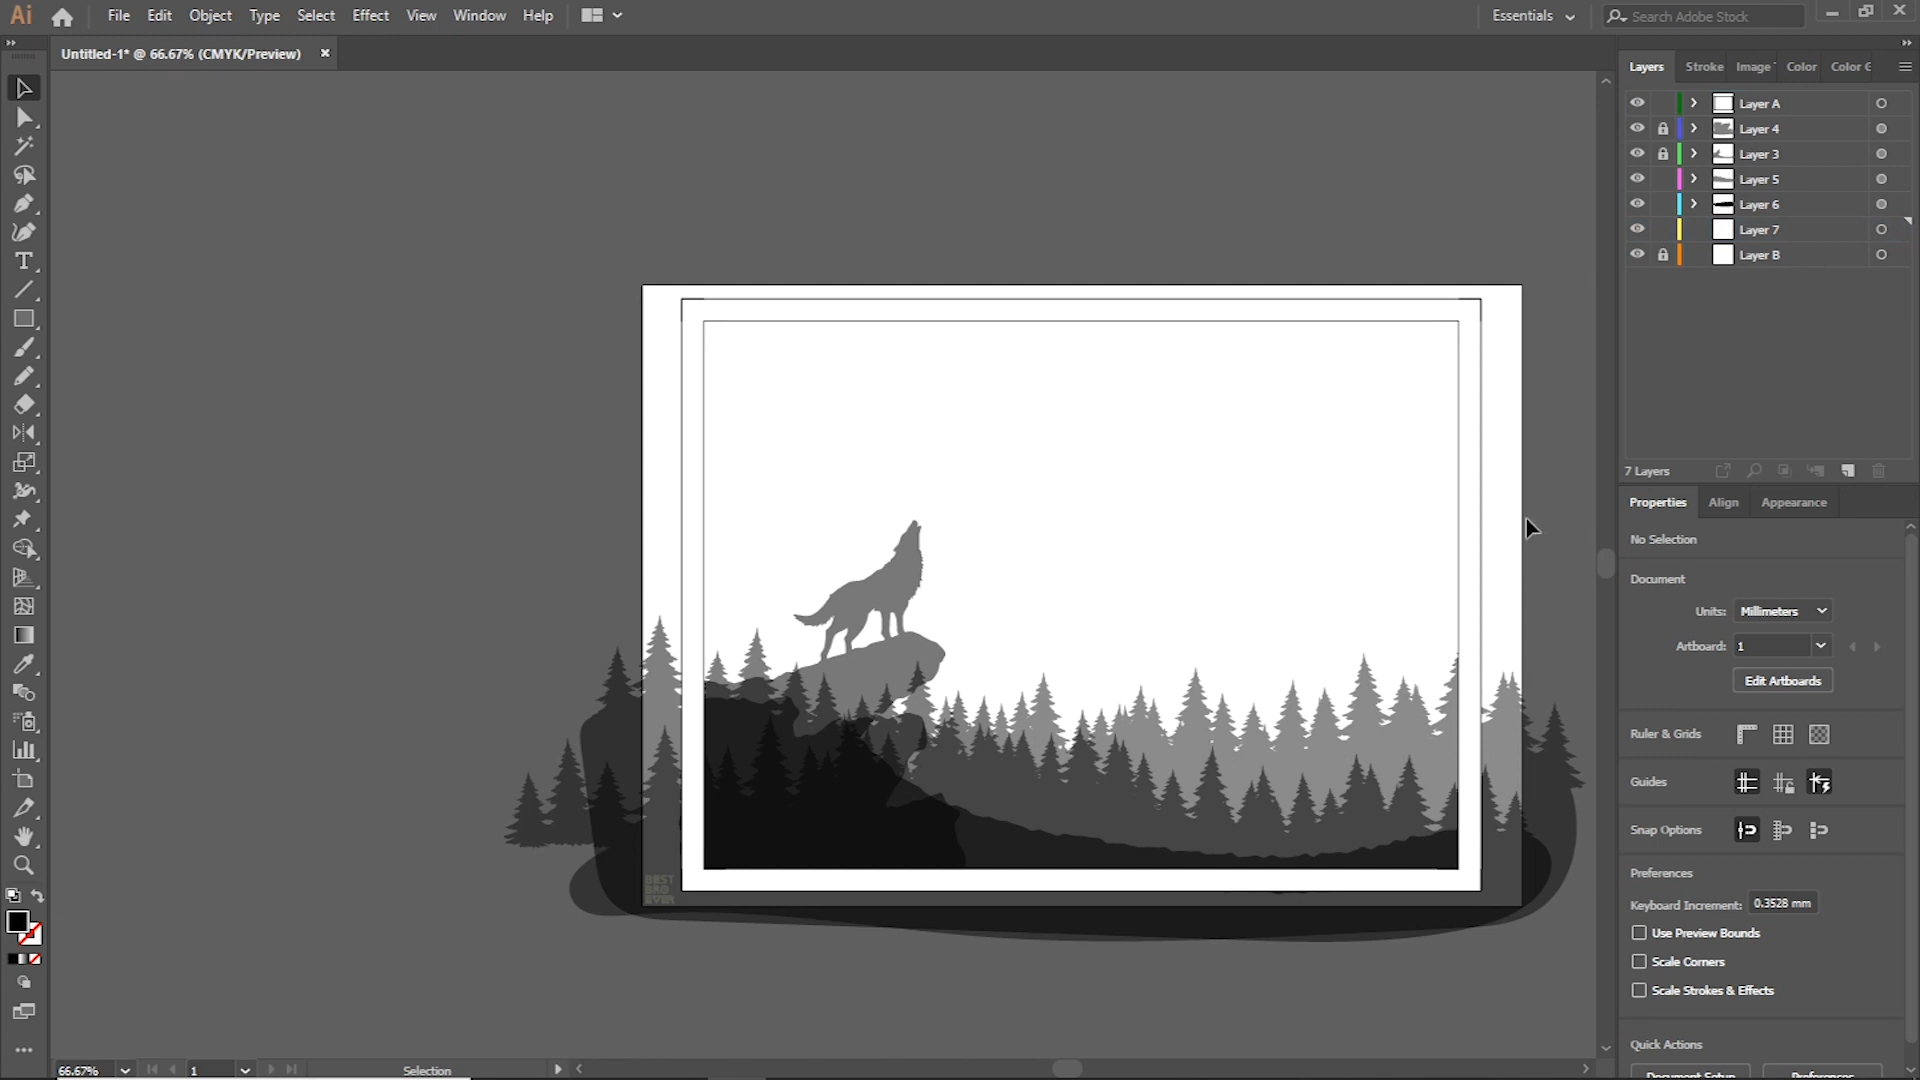 Ai File Edit Object Type Select Effect View Window Help Essentials Search Adobe Stock
Untitled-1* @ 66.67% (CMYK/Preview)
Layers Stroke Image Color Color G
Layer A
Layer 4
Layer 3
Layer 5
Layer 6
Layer 7
Layer B
7 Layers
Properties Align Appearance
No Selection
Document
Units: Millimeters
Artboard: 1
Edit Artboards
Ruler & Grids
Guides
Snap Options
Preferences
Keyboard Increment: 0.3528 mm
Use Preview Bounds
Scale Corners
Scale Strokes & Effects
Quick Actions
Document Setup Preferences
BEST
BRO
EVER
66.67% 1 Selection